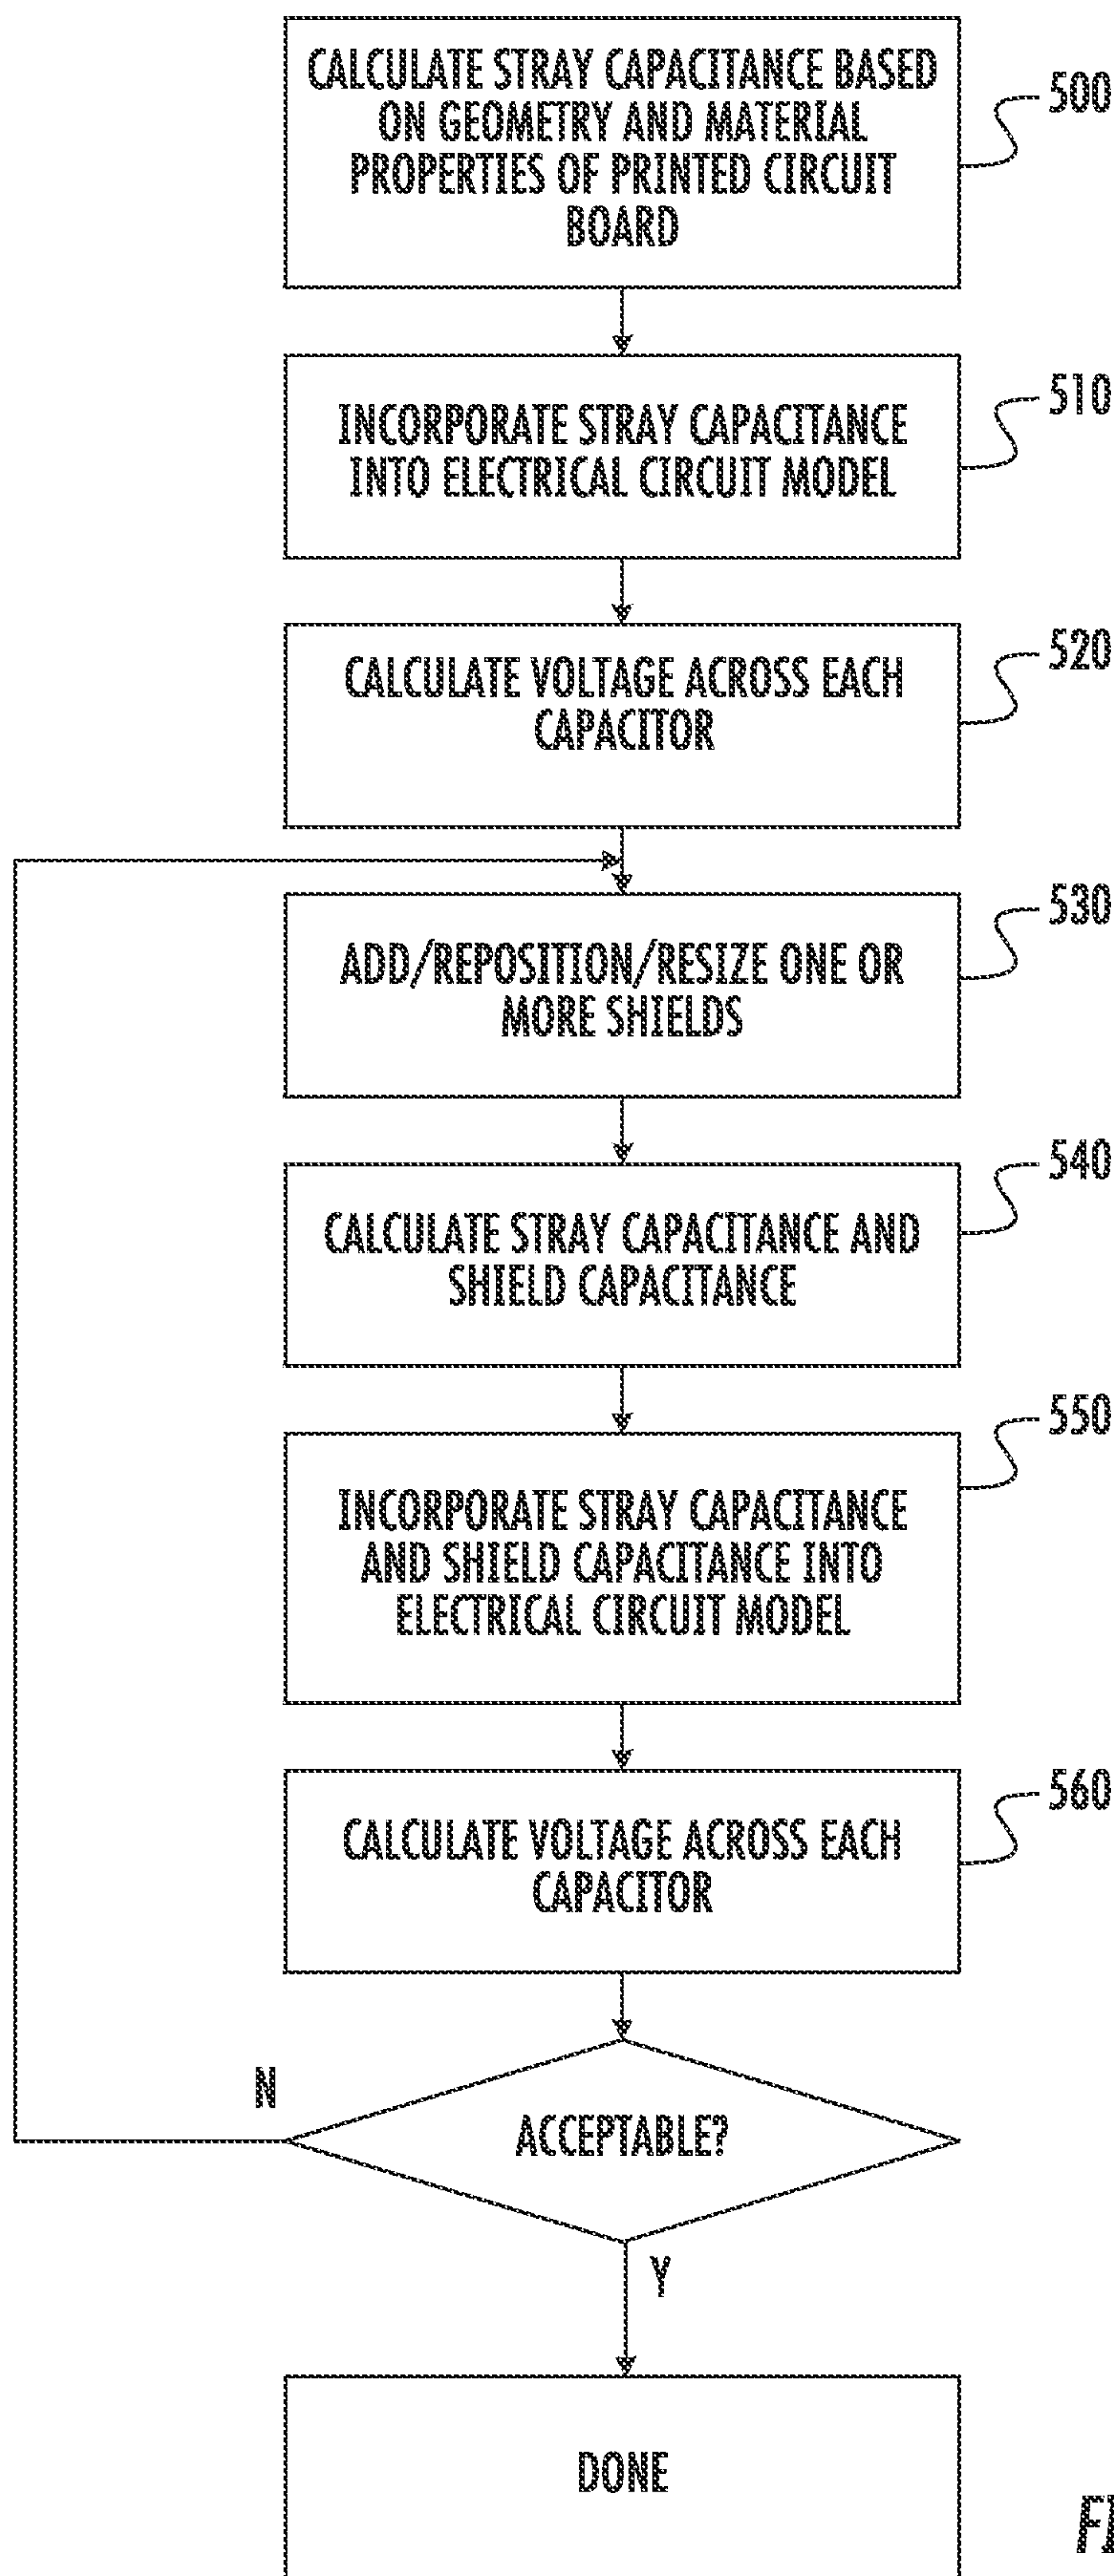 CALCULATE STRAY CAPACITANCE BASED
ON GEOMETRY AND MATERIAL
PROPERTIES OF PRINTED CIRCUIT
BOARD
500
INCORPORATE STRAY CAPACITANCE
INTO ELECTRICAL CIRCUIT MODEL
510
CALCULATE VOLTAGE ACROSS EACH
CAPACITOR
520
ADD/REPOSITION/RESIZE ONE OR
MORE SHIELDS
530
CALCULATE STRAY CAPACITANCE AND
SHIELD CAPACITANCE
540
INCORPORATE STRAY CAPACITANCE
AND SHIELD CAPACITANCE INTO
ELECTRICAL CIRCUIT MODEL
550
CALCULATE VOLTAGE ACROSS EACH
CAPACITOR
560
N
ACCEPTABLE?
Y
DONE